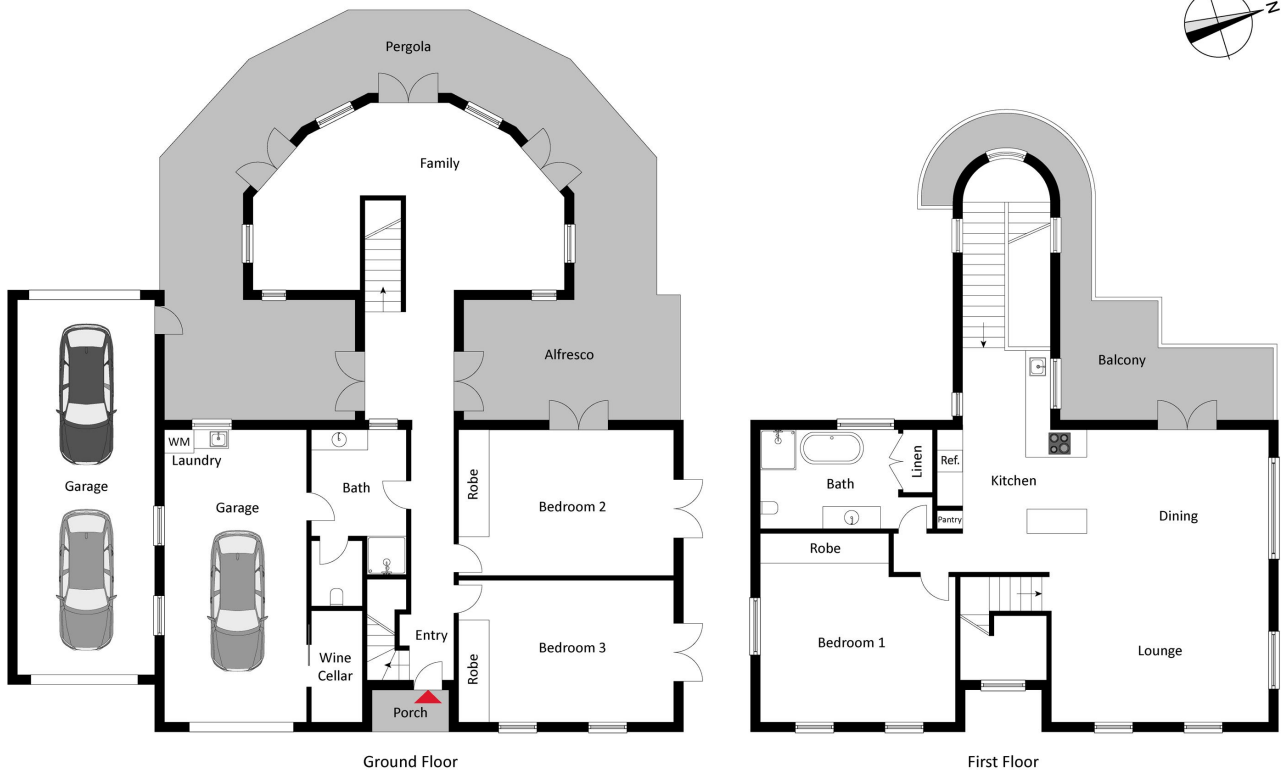 N
Pergola
Family
Alfresco
Balcony
WM
Laundry
Garage
Garage
Bath
Robe
Bedroom 2
Bath
Linen
Ref.
Kitchen
Pantry
Dining
Robe
Entry
Robe
Bedroom 3
Wine
Cellar
Porch
Bedroom 1
Lounge
Ground Floor
First Floor